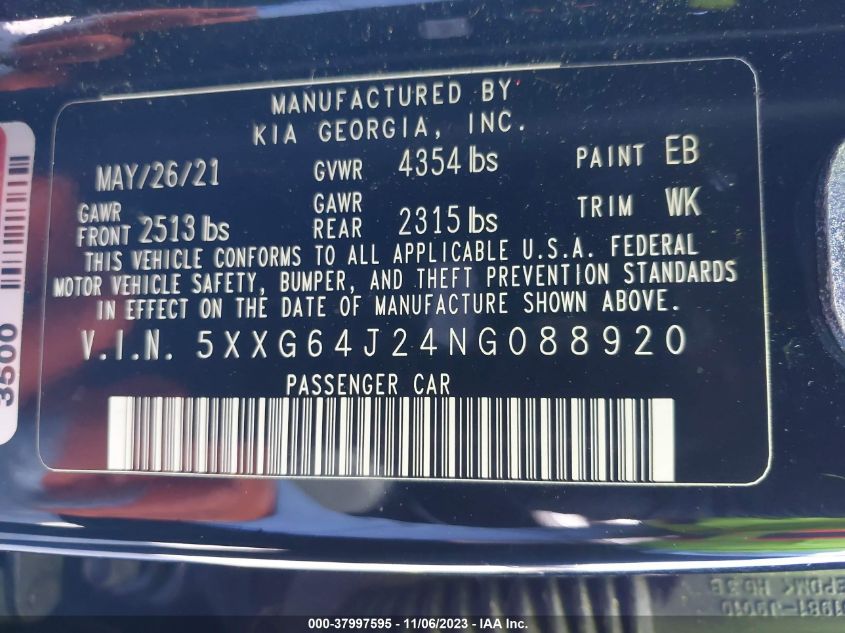 MANUFACTURED BY
KIA GEORGIA, INC.
MAY/26/21 GVWR 4354 lbs PAINT EB
GAWR FRONT 2513 lbs GAWR REAR 2315 lbs TRIM WK
THIS VEHICLE CONFORMS TO ALL APPLICABLE U.S.A. FEDERAL
MOTOR VEHICLE SAFETY, BUMPER, AND THEFT PREVENTION STANDARDS
IN EFFECT ON THE DATE OF MANUFACTURE SHOWN ABOVE.
V.I.N. 5XXG64J24NG088920
PASSENGER CAR
3500
000-37997595 - 11/06/2023 - © IAA Inc.